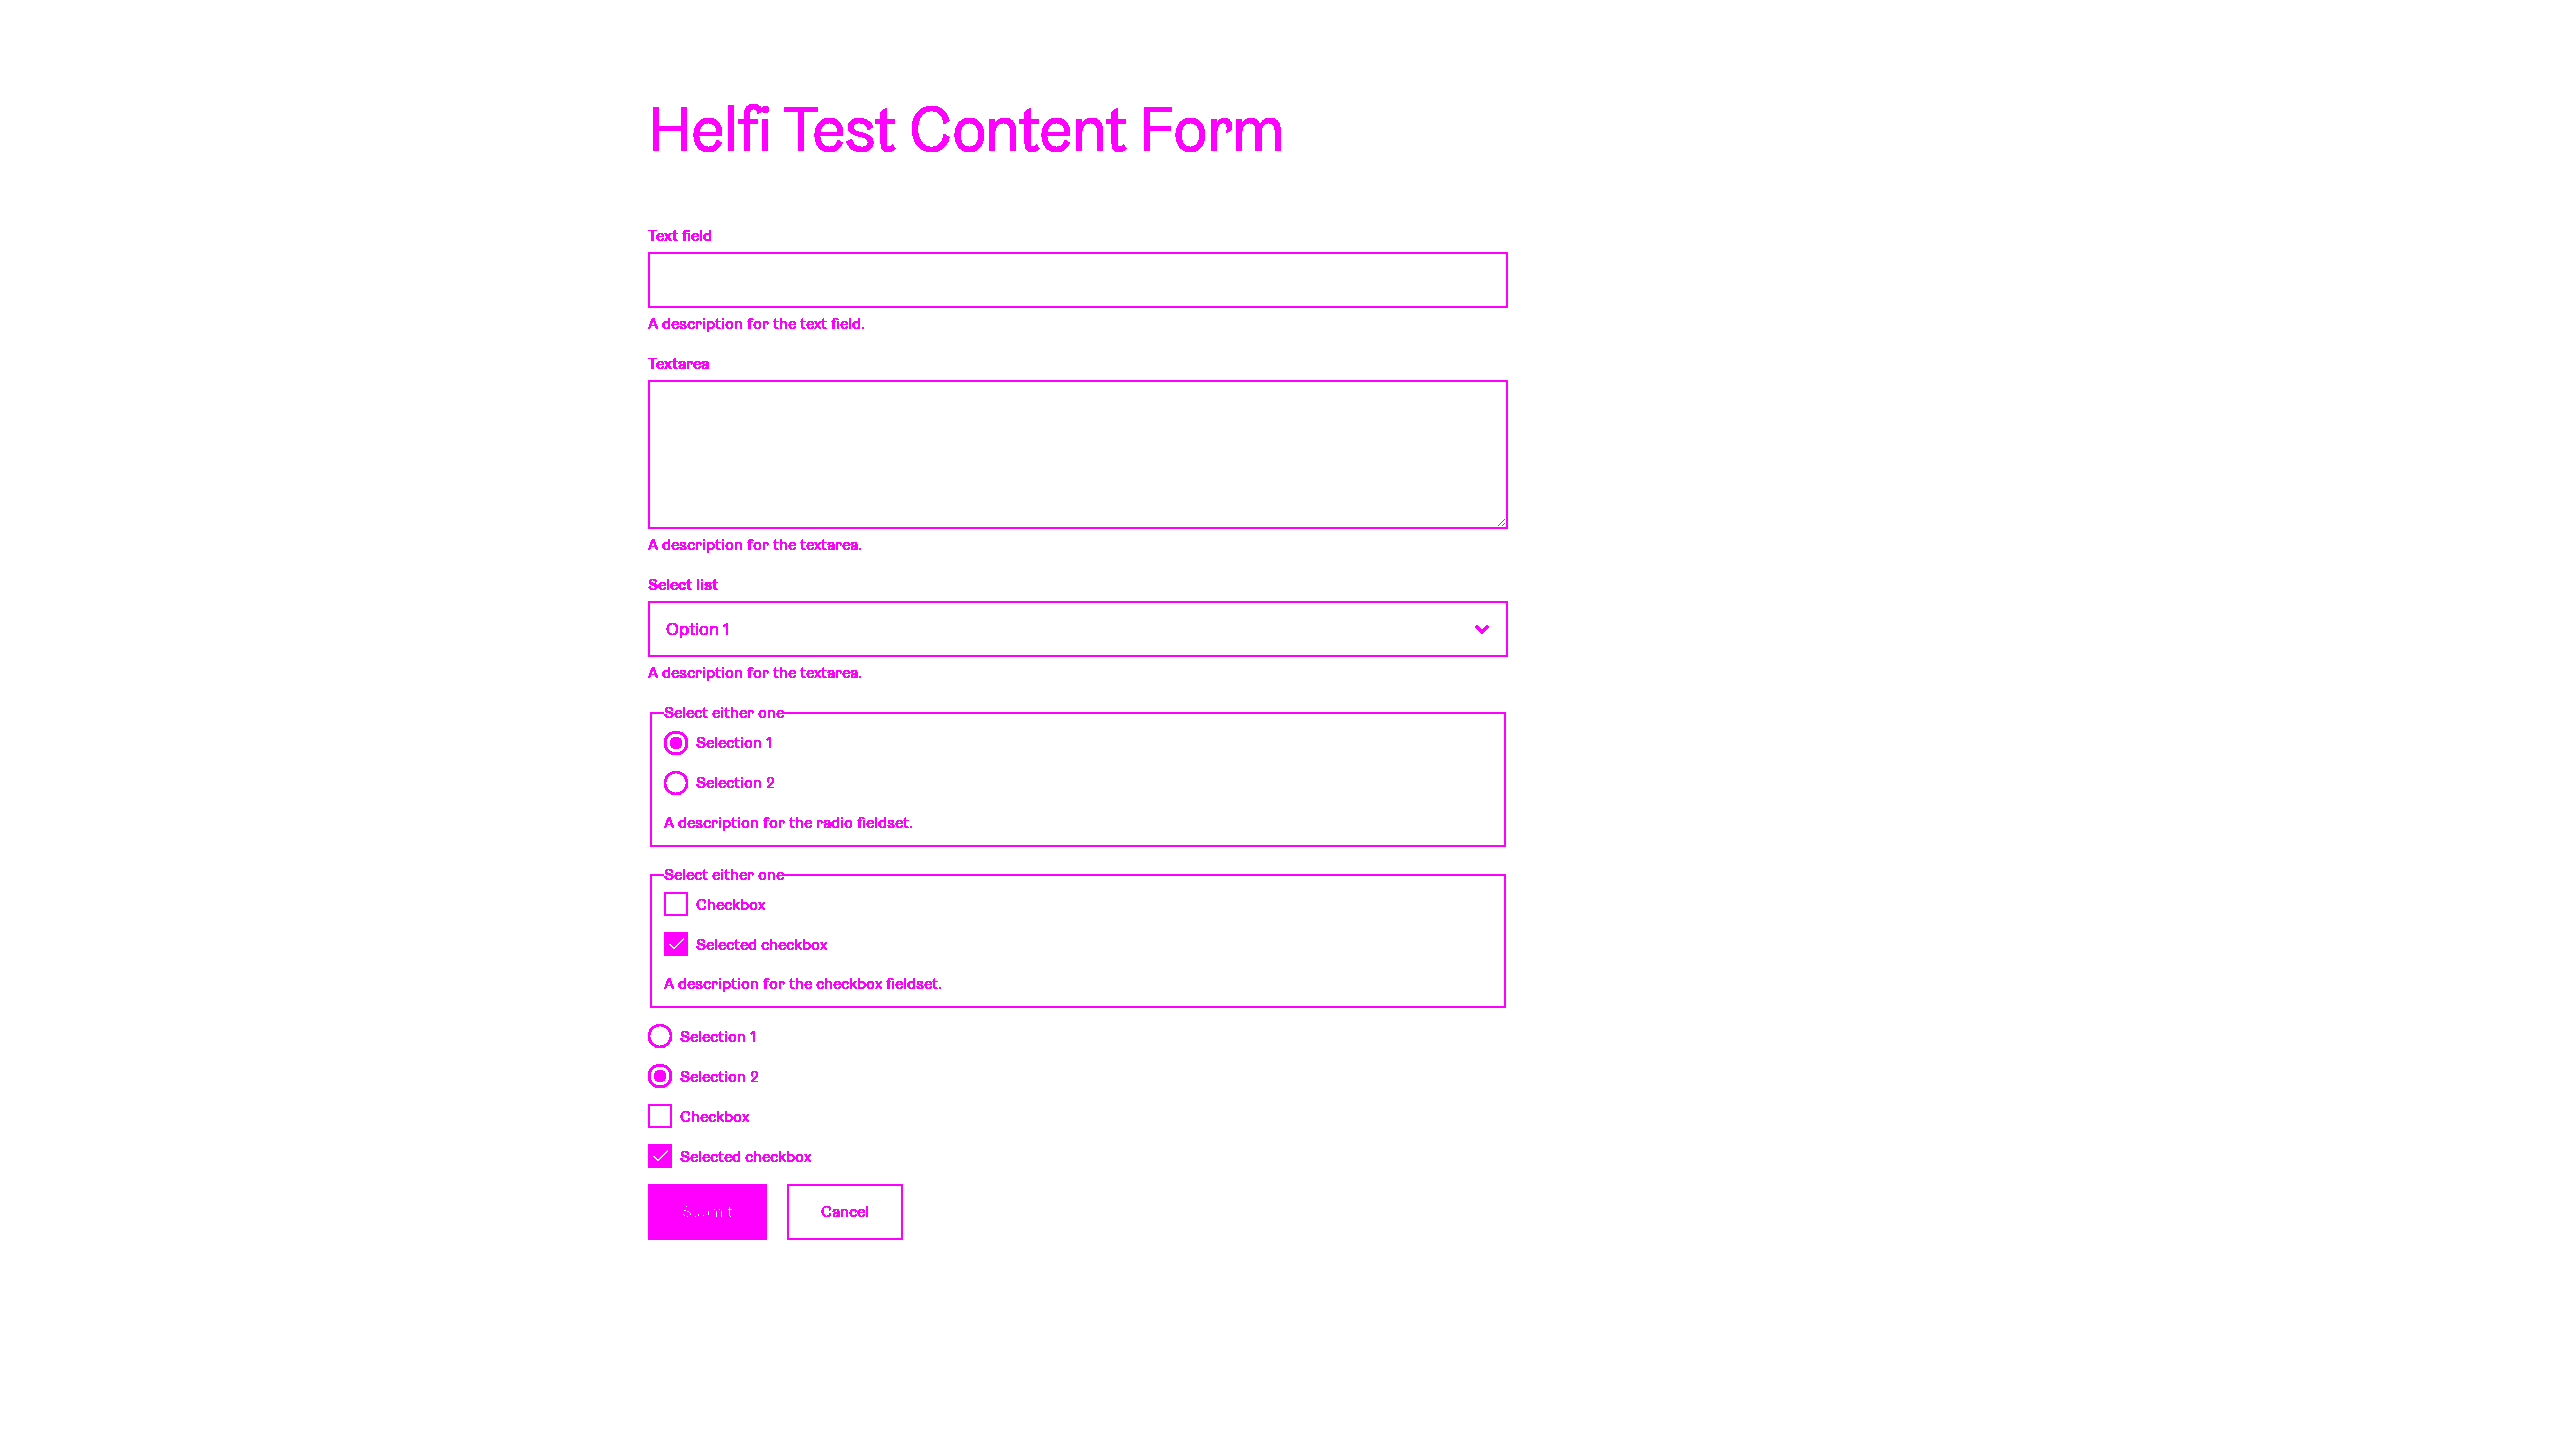 Helfi Test Content Form
Text field
A description for the text field.
Textarea
A description for the textarea.
Select list
Option 1
A description for the textarea.
Select either one
Selection 1
Selection 2
A description for the radio fieldset.
Select either one
Checkbox
Selected checkbox
A description for the checkbox fieldset.
Selection 1
Selection 2
Checkbox
Selected checkbox
Submit
Cancel